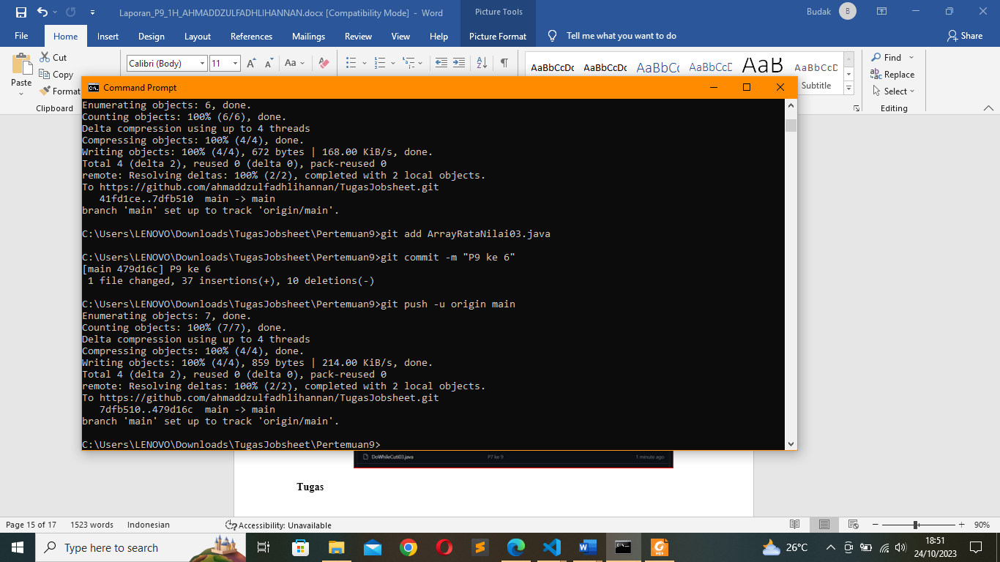 Laporan_P9_1H_AHMADDZULFADHLIHANNAN.docx [Compatibility Mode] - Word
Picture Tools
Budak
B
File Home Insert Design Layout References Mailings Review View Help Picture Format Tell me what you want to do Share
Cut
Copy
Format
Paste
Clipboard
Calibri (Body) 11
Aa
AaBbCcDc AaBbCcDc AaBbCc AaBbCcD AaB AaBbCcD
Subtitle
Find
Replace
Select
Editing
Command Prompt
Enumerating objects: 6, done.
Counting objects: 100% (6/6), done.
Delta compression using up to 4 threads
Compressing objects: 100% (4/4), done.
Writing objects: 100% (4/4), 672 bytes | 168.00 KiB/s, done.
Total 4 (delta 2), reused 0 (delta 0), pack-reused 0
remote: Resolving deltas: 100% (2/2), completed with 2 local objects.
To https://github.com/ahmaddzulfadhlihannan/TugasJobsheet.git
41fd1ce..7dfb510 main -> main
branch 'main' set up to track 'origin/main'.
C:\Users\LENOVO\Downloads\TugasJobsheet\Pertemuan9>git add ArrayRataNilai03.java
C:\Users\LENOVO\Downloads\TugasJobsheet\Pertemuan9>git commit -m "P9 ke 6"
[main 479d16c] P9 ke 6
1 file changed, 37 insertions(+), 10 deletions(-)
C:\Users\LENOVO\Downloads\TugasJobsheet\Pertemuan9>git push -u origin main
Enumerating objects: 7, done.
Counting objects: 100% (7/7), done.
Delta compression using up to 4 threads
Compressing objects: 100% (4/4), done.
Writing objects: 100% (4/4), 859 bytes | 214.00 KiB/s, done.
Total 4 (delta 2), reused 0 (delta 0), pack-reused 0
remote: Resolving deltas: 100% (2/2), completed with 2 local objects.
To https://github.com/ahmaddzulfadhlihannan/TugasJobsheet.git
7dfb510..479d16c main -> main
branch 'main' set up to track 'origin/main'.
C:\Users\LENOVO\Downloads\TugasJobsheet\Pertemuan9>
DoWhileCuti03.java P7 ke 9 1 minute ago
Tugas
Page 15 of 17 1523 words Indonesian Accessibility: Unavailable 90%
Type here to search
26°C
18:51
24/10/2023